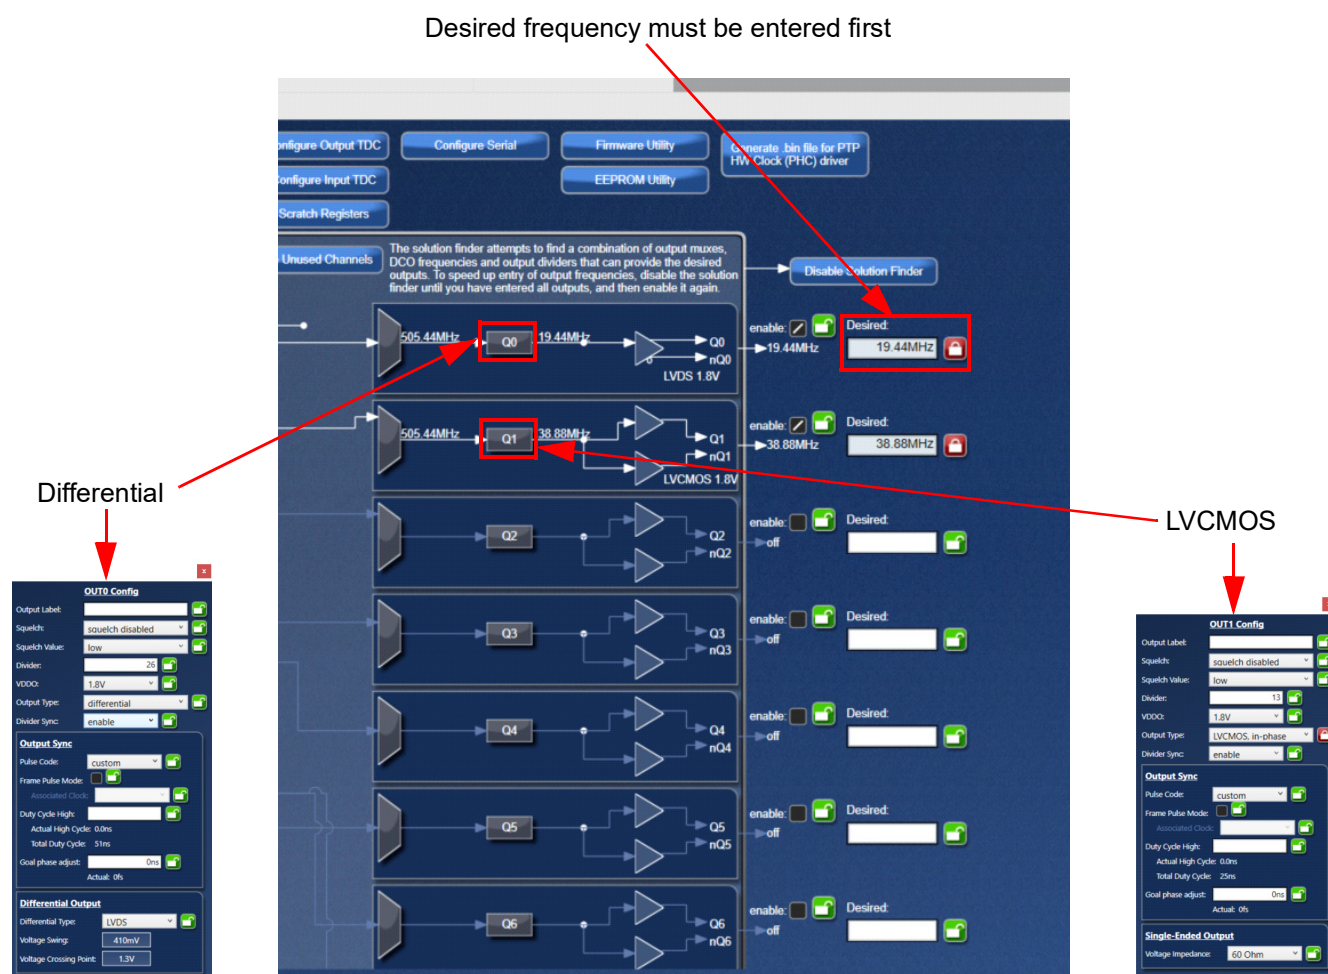 Desired frequency must be entered first
onfigure Output TDC
Configure Serial
Firmware Utility
Generate .bin file for PTP
HW Clock (PHC) driver
onfigure Input TDC
EEPROM Utility
Scratch Registers
Unused Channels
The solution finder attempts to find a combination of output muxes,
DCO frequencies and output dividers that can provide the desired
outputs. To speed up entry of output frequencies, disable the solution
finder until you have entered all outputs, and then enable it again.
Disable Solution Finder
505.44MHz
Q0
19.44MHz
Q0
nQ0
LVDS 1.8V
enable:
19.44MHz
Desired:
19.44MHz
505.44MHz
Q1
38.88MHz
Q1
nQ1
LVCMOS 1.8V
enable:
38.88MHz
Desired:
38.88MHz
Q2
Q2
nQ2
enable:
off
Desired:
Q3
Q3
nQ3
enable:
off
Desired:
Q4
Q4
nQ4
enable:
off
Desired:
Q5
Q5
nQ5
enable:
off
Desired:
Q6
Q6
nQ6
enable:
off
Desired:
Differential
x
OUT0 Config
Output Label:
Squelch: squelch disabled
Squelch Value: low
Divider: 26
VDDO: 1.8V
Output Type: differential
Divider Sync: enable
Output Sync
Pulse Code: custom
Frame Pulse Mode:
Associated Clock:
Duty Cycle High:
Actual High Cycle: 0.0ns
Total Duty Cycle: 51ns
Goal phase adjust: 0ns
Actual: 0fs
Differential Output
Differential Type: LVDS
Voltage Swing: 410mV
Voltage Crossing Point: 1.3V
LVCMOS
OUT1 Config
Output Label:
Squelch: squelch disabled
Squelch Value: low
Divider: 13
VDDO: 1.8V
Output Type: LVCMOS, in-phase
Divider Sync: enable
Output Sync
Pulse Code: custom
Frame Pulse Mode:
Associated Clock:
Duty Cycle High:
Actual High Cycle: 0.0ns
Total Duty Cycle: 25ns
Goal phase adjust: 0ns
Actual: 0fs
Single-Ended Output
Voltage Impedance: 60 Ohm